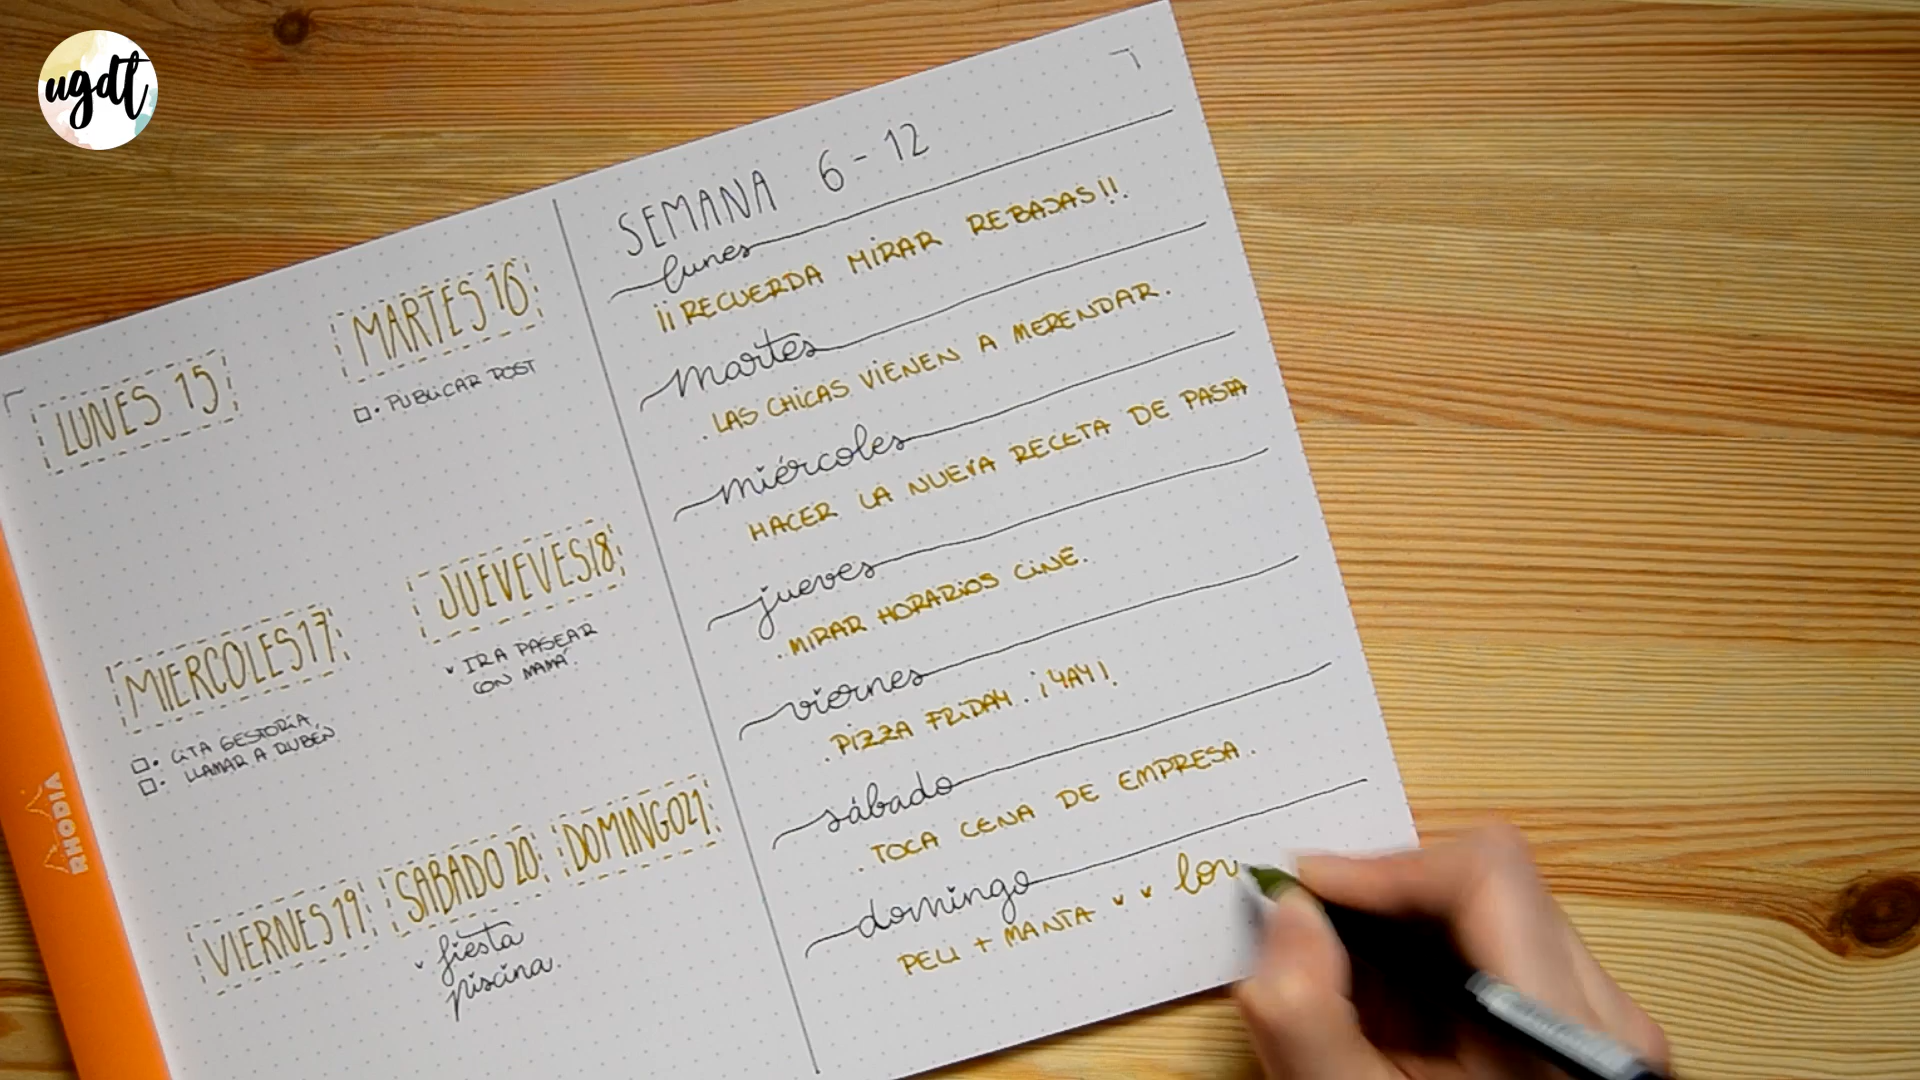 ugdt
LUNES 15
MARTES 16
□. PUBLICAR POST
MIERCOLES 17
□. CITA GESTORÍA
□. LLAMAR A RUBÉN
JUEVEVES 18
IR A PASEAR
CON MAMÁ.
VIERNES 19
SABADO 20
fiesta
piscina.
DOMINGO 21
RHODIA
SEMANA 6-12
lunes
¡¡RECUERDA MIRAR REBAJAS!!.
martes
. LAS CHICAS VIENEN A MERENDAR.
miércoles
HACER LA NUEVA RECETA DE PASTA
jueves
. MIRAR HORARIOS CINE.
viernes
. PIZZA FRIDAY. ¡YAY!
sábado
. TOCA CENA DE EMPRESA.
domingo
PELI + MANTA lov